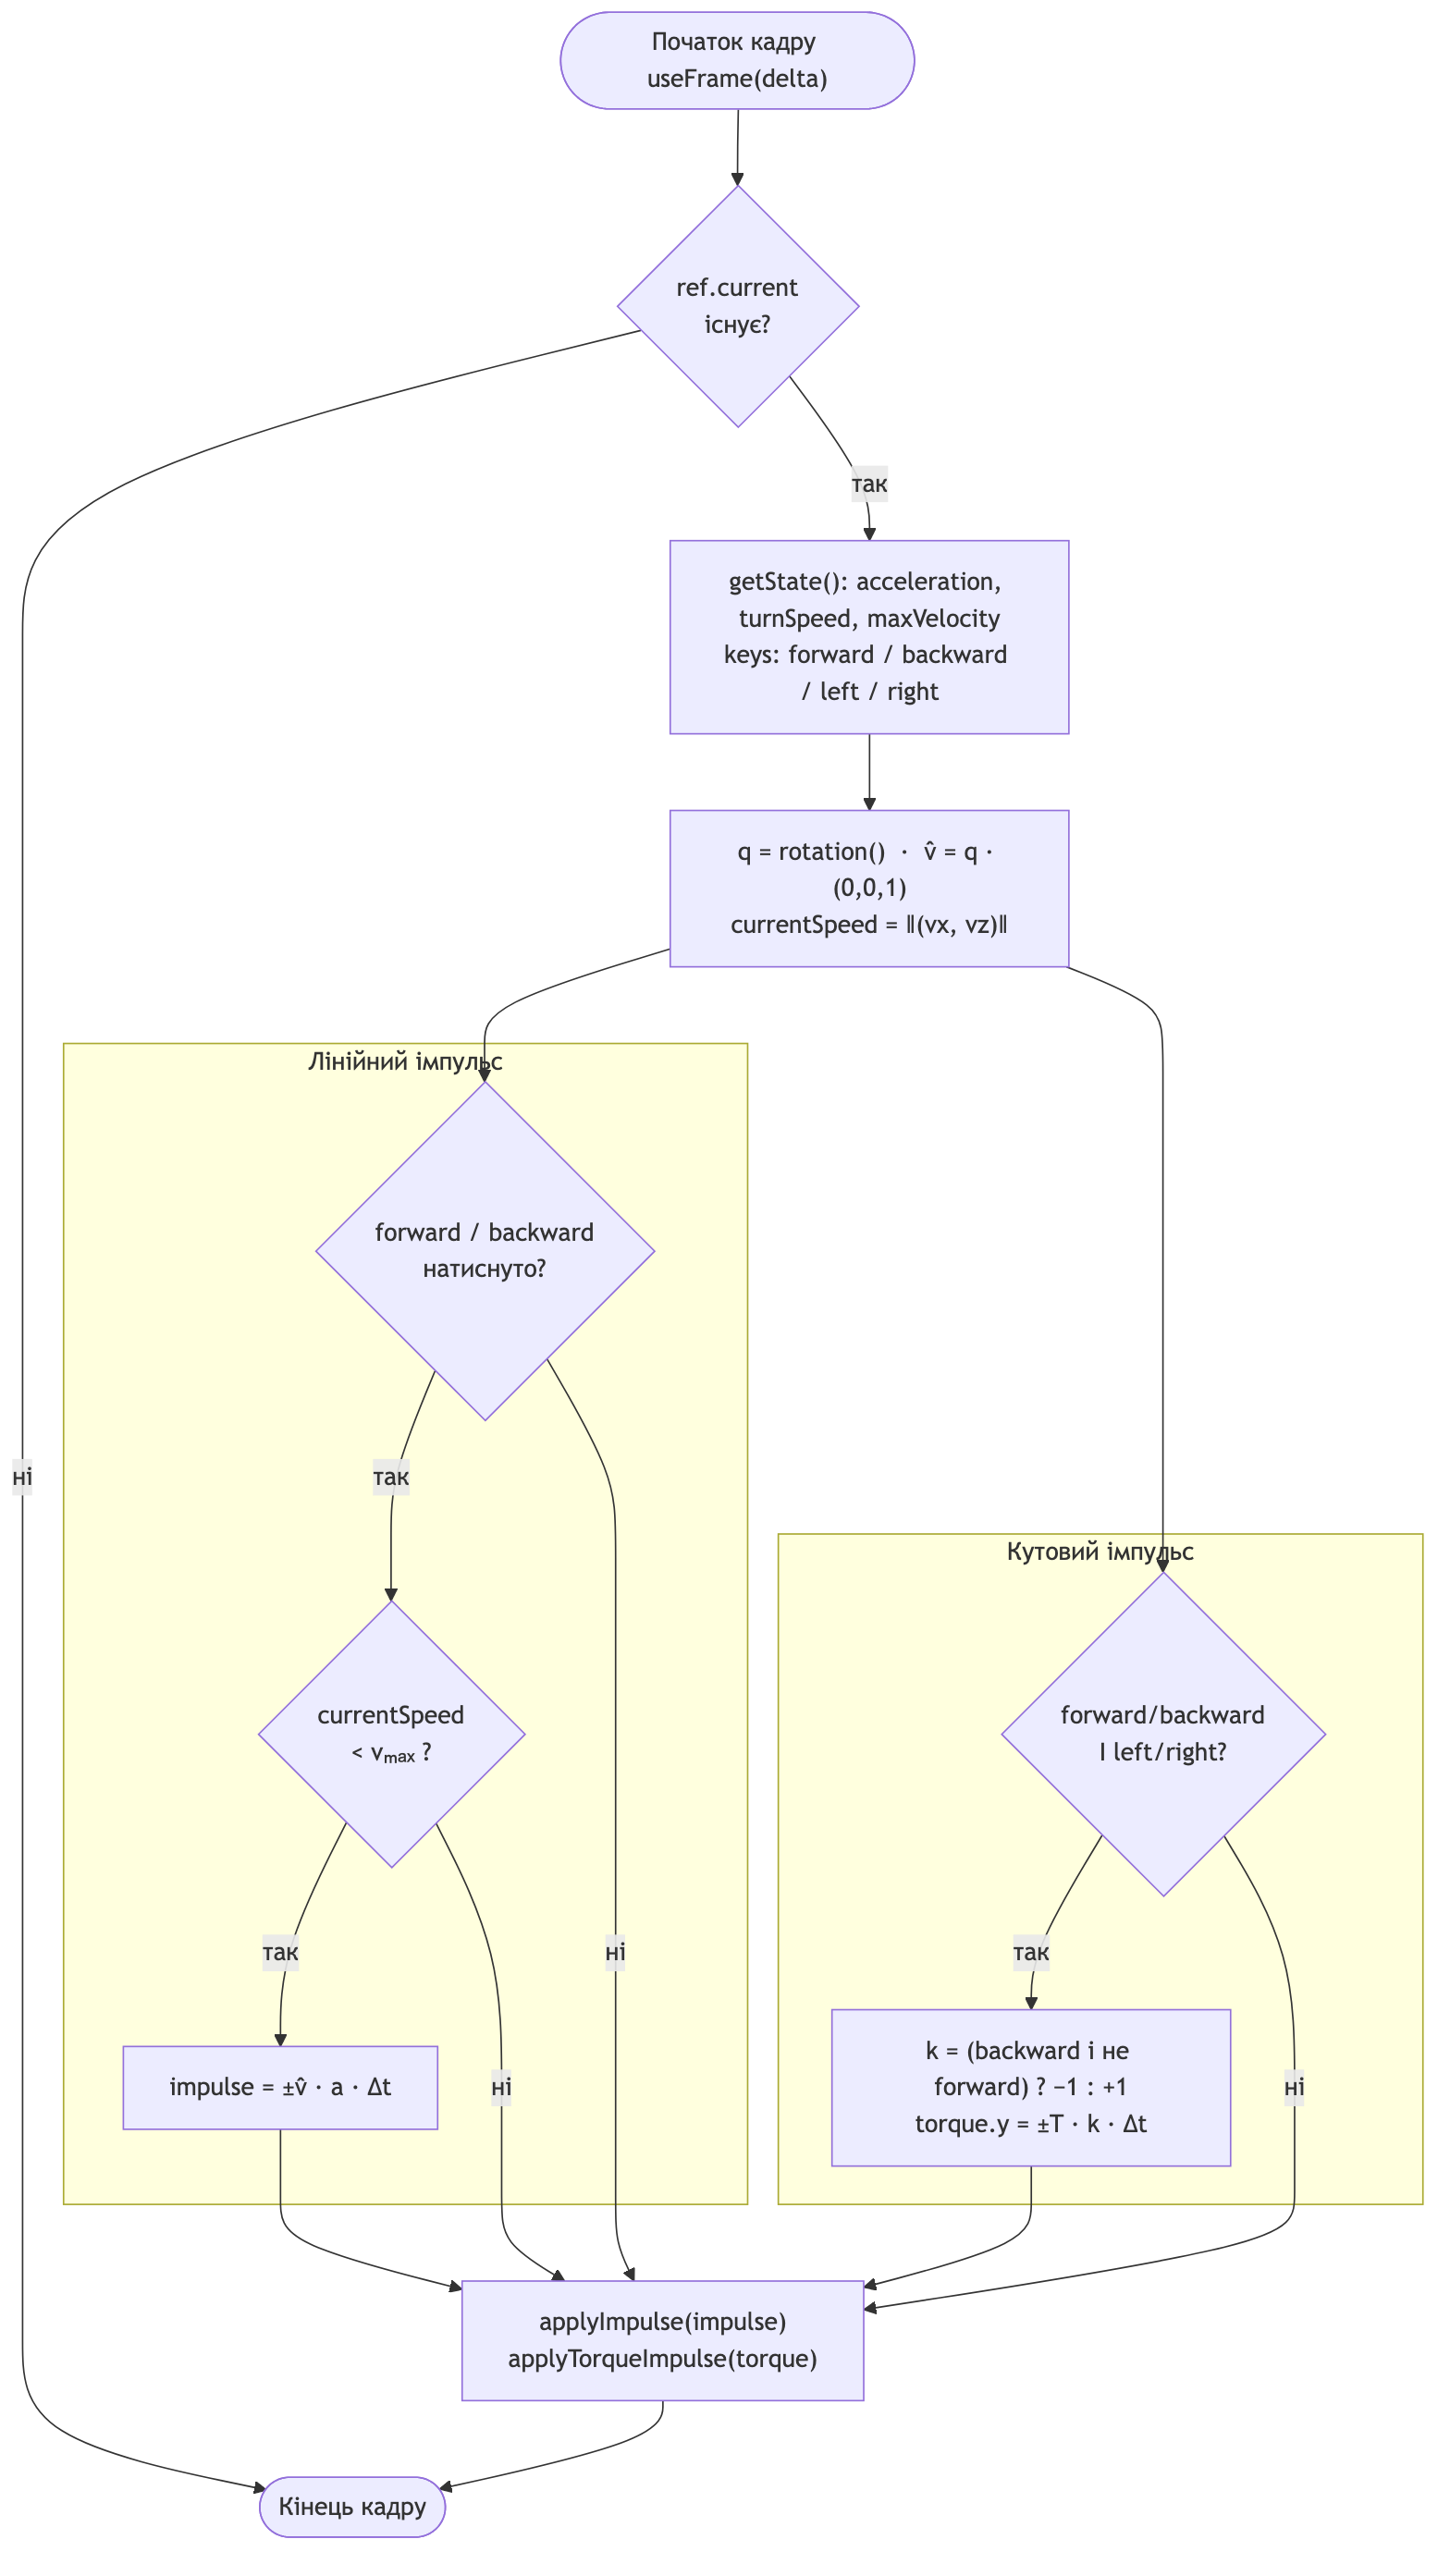 Початок кадру
useFrame(delta)
ref.current
існує?
так
getState(): acceleration,
turnSpeed, maxVelocity
keys: forward / backward
/ left / right
q = rotation() · v̂ = q ·
(0,0,1)
currentSpeed = ‖(vx, vz)‖
Лінійний імпульс
forward / backward
натиснуто?
ні
так
Кутовий імпульс
currentSpeed
< vₘₐₓ ?
forward/backward
І left/right?
так
ні
так
impulse = ±v̂ · a · Δt
ні
k = (backward і не
forward) ? −1 : +1
torque.y = ±T · k · Δt
ні
applyImpulse(impulse)
applyTorqueImpulse(torque)
Кінець кадру